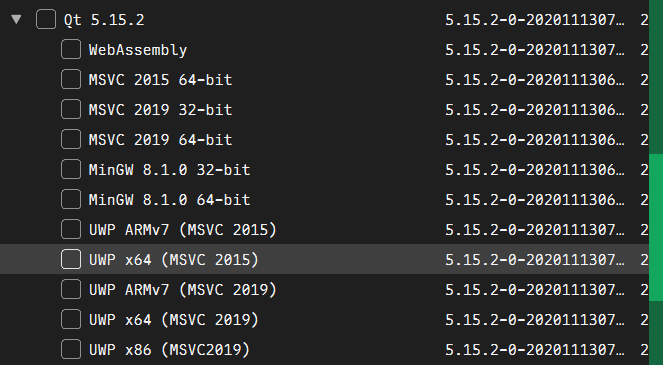 Qt 5.15.2 5.15.2-0-2020111307… 2
WebAssembly 5.15.2-0-2020111307… 2
MSVC 2015 64-bit 5.15.2-0-2020111306… 2
MSVC 2019 32-bit 5.15.2-0-2020111306… 2
MSVC 2019 64-bit 5.15.2-0-2020111306… 2
MinGW 8.1.0 32-bit 5.15.2-0-2020111306… 2
MinGW 8.1.0 64-bit 5.15.2-0-2020111306… 2
UWP ARMv7 (MSVC 2015) 5.15.2-0-2020111307… 2
UWP x64 (MSVC 2015) 5.15.2-0-2020111307… 2
UWP ARMv7 (MSVC 2019) 5.15.2-0-2020111307… 2
UWP x64 (MSVC 2019) 5.15.2-0-2020111307… 2
UWP x86 (MSVC2019) 5.15.2-0-2020111307… 2